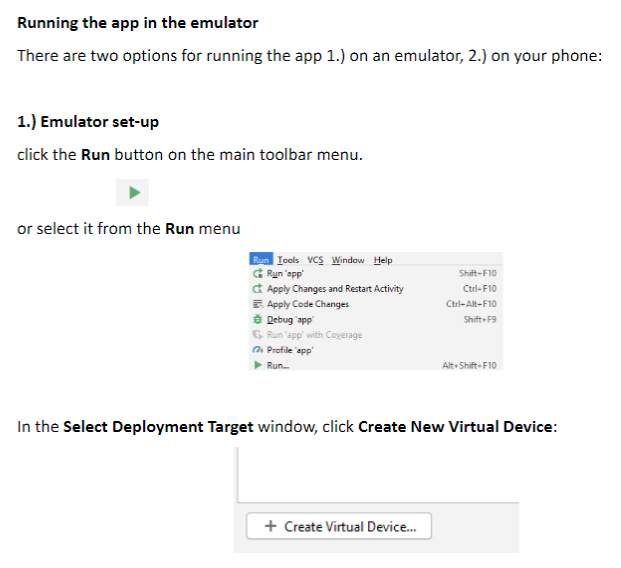 Running the app in the emulator
There are two options for running the app 1.) on an emulator, 2.) on your phone:
1.) Emulator set-up
click the Run button on the main toolbar menu.
or select it from the Run menu
Run Tools VCS Window Help
Run 'app' Shift+F10
Apply Changes and Restart Activity Ctrl+F10
Apply Code Changes Ctrl+Alt+F10
Debug 'app' Shift+F9
Run 'app' with Coverage
Profile 'app'
Run... Alt+Shift+F10
In the Select Deployment Target window, click Create New Virtual Device:
+ Create Virtual Device...